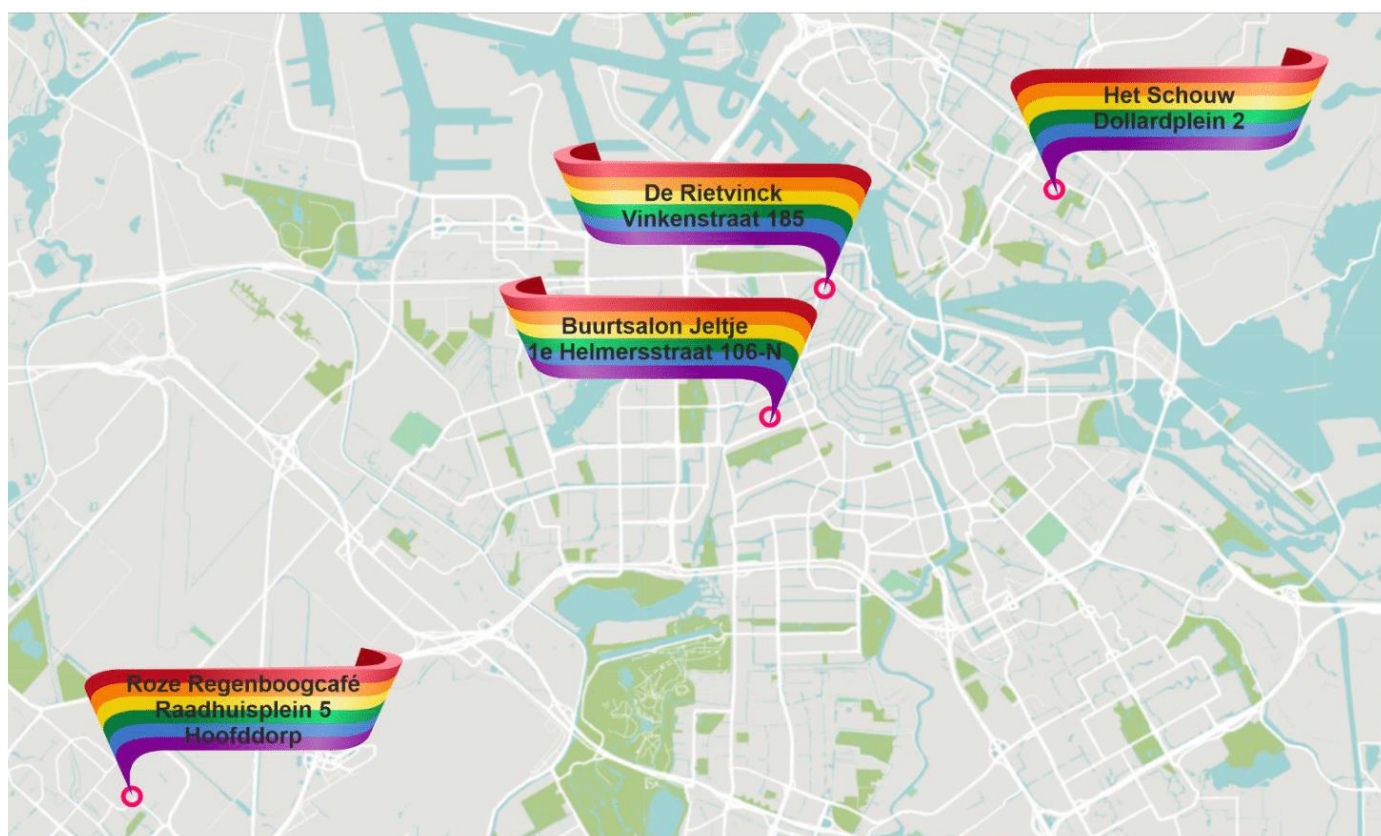 Het Schouw
Dollardplein 2
De Rietvinck
Vinkenstraat 185
Buurtsalon Jeltje
1e Helmersstraat 106-N
Roze Regenboogcafé
Raadhuisplein 5
Hoofddorp